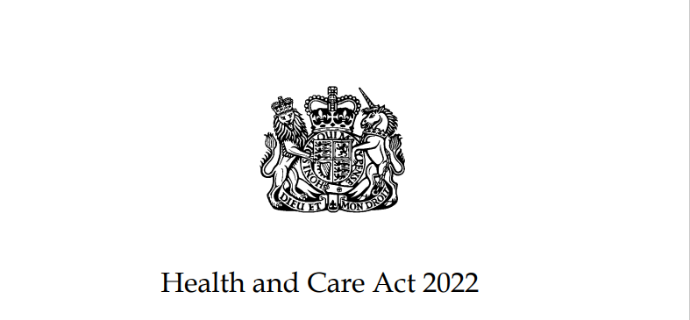 DIEU ET MON DROIT
Health and Care Act 2022